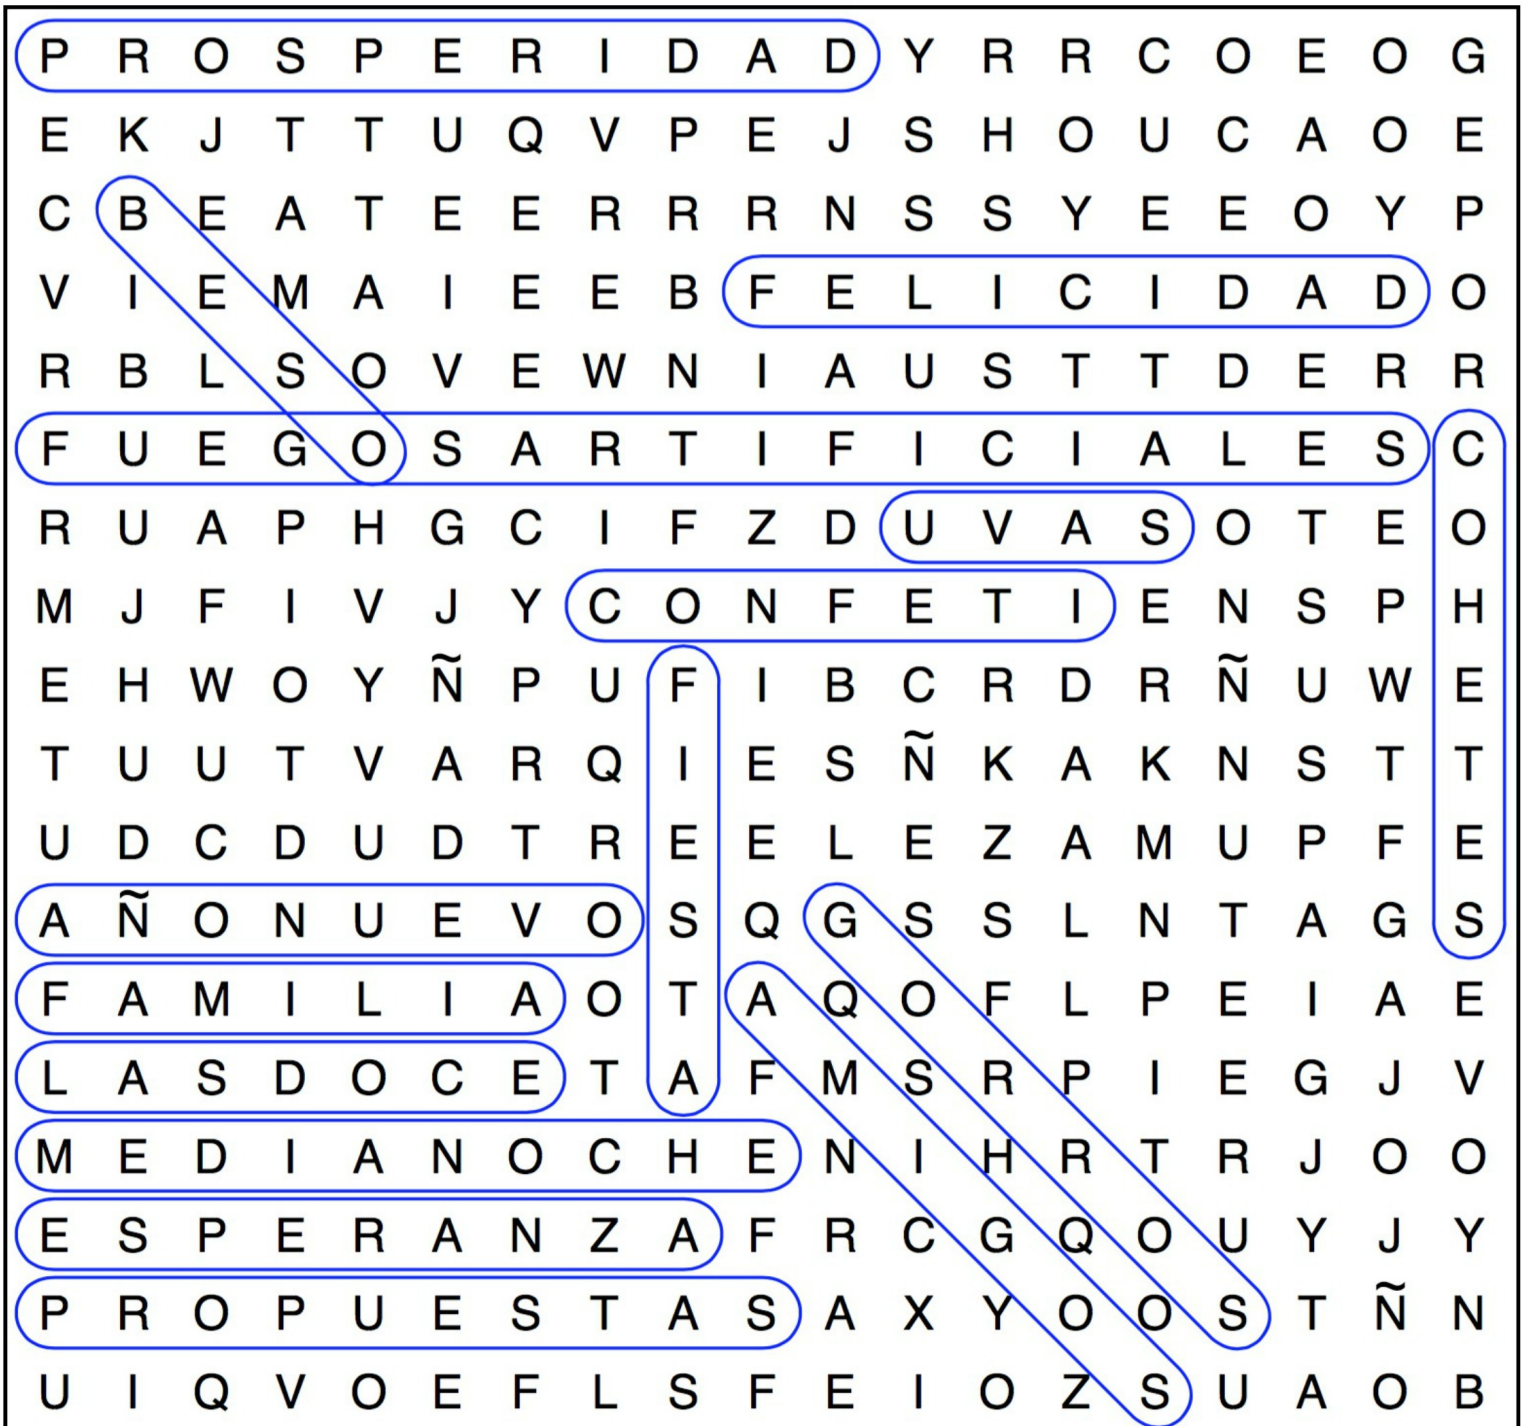 P R O S P E R I D A D Y R R C O E O G
E K J T T U Q V P E J S H O U C A O E
C B E A T E E R R R N S S Y E E O Y P
V I E M A I E E B F E L I C I D A D O
R B L S O V E W N I A U S T T D E R R
F U E G O S A R T I F I C I A L E S C
R U A P H G C I F Z D U V A S O T E O
M J F I V J Y C O N F E T I E N S P H
E H W O Y Ñ P U F I B C R D R Ñ U W E
T U U T V A R Q I E S Ñ K A K N S T T
U D C D U D T R E E L E Z A M U P F E
A Ñ O N U E V O S Q G S S L N T A G S
F A M I L I A O T A Q O F L P E I A E
L A S D O C E T A F M S R P I E G J V
M E D I A N O C H E N I H R T R J O O
E S P E R A N Z A F R C G Q O U Y J Y
P R O P U E S T A S A X Y O O S T Ñ N
U I Q V O E F L S F E I O Z S U A O B